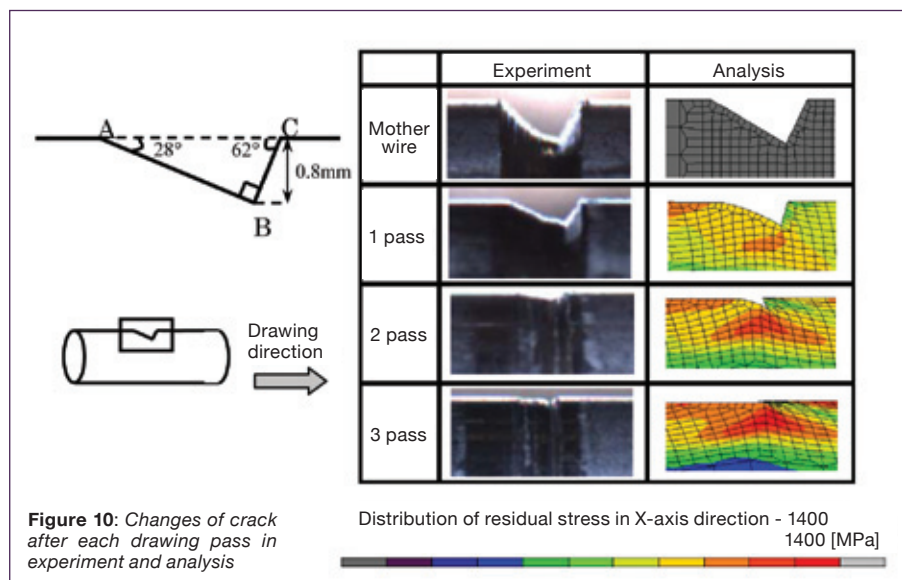 A
C
28°
62°
0.8mm
B
Drawing
direction
Experiment
Analysis
Mother
wire
1 pass
2 pass
3 pass
Figure 10: Changes of crack
after each drawing pass in
experiment and analysis
Distribution of residual stress in X-axis direction - 1400
1400 [MPa]